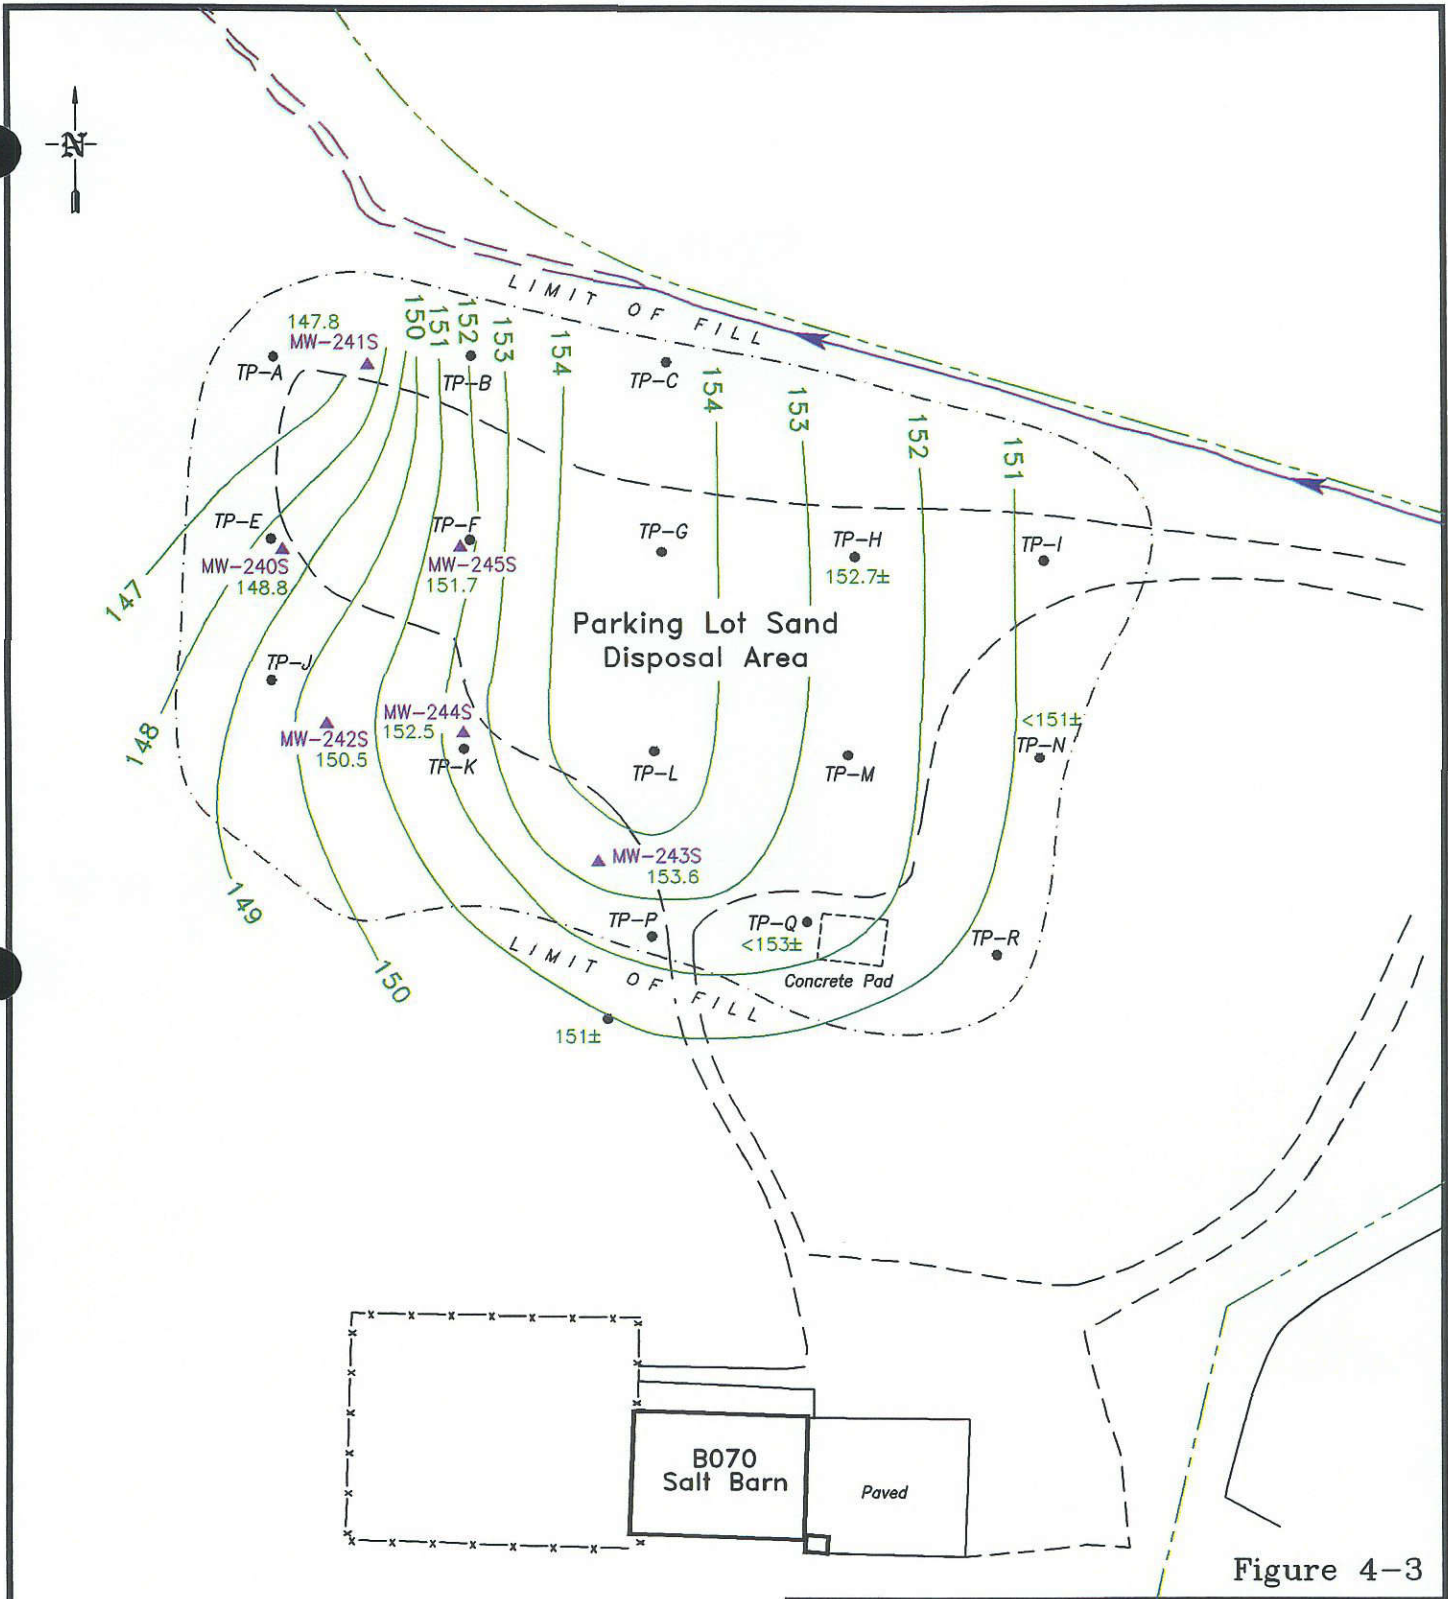 N
LIMIT OF FILL
147.8
MW-241S
TP-A
150
151
152
153
154
TP-B
TP-C
154
153
152
151
TP-E
MW-240S
148.8
TP-F
MW-245S
151.7
TP-G
TP-H
152.7±
TP-I
147
Parking Lot Sand
Disposal Area
TP-J
MW-242S
150.5
MW-244S
152.5
TP-K
TP-L
TP-M
<151±
TP-N
148
MW-243S
153.6
149
TP-P
TP-Q
<153±
TP-R
150
LIMIT OF FILL
Concrete Pad
151±
B070
Salt Barn
Paved
Figure 4-3